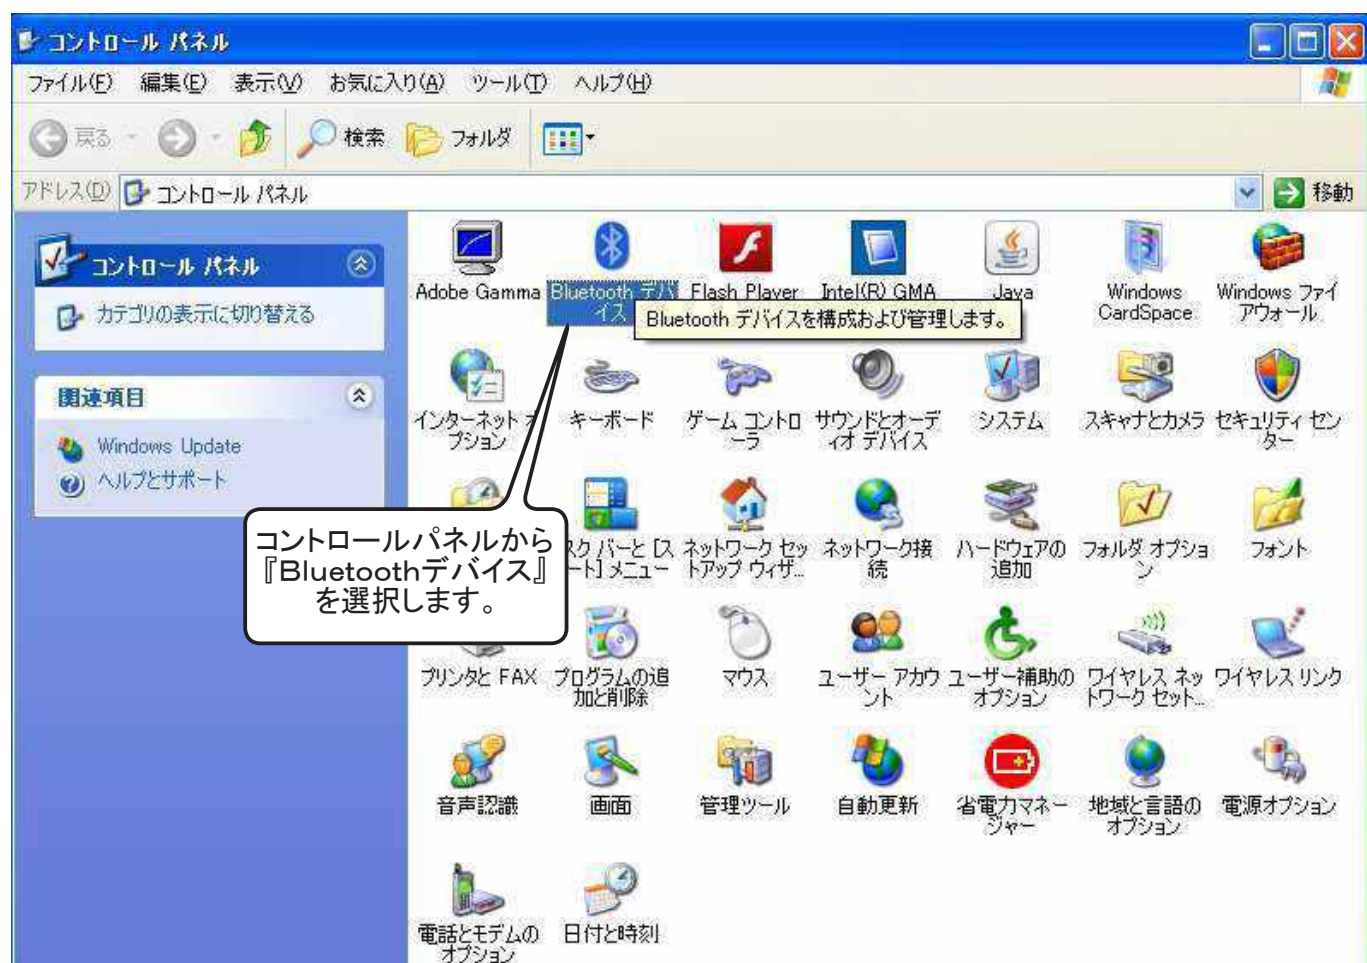 コントロール パネル
ファイル(F) 編集(E) 表示(V) お気に入り(A) ツール(T) ヘルプ(H)
戻る 検索 フォルダ
アドレス(D) コントロール パネル 移動
コントロール パネル
カテゴリの表示に切り替える
関連項目
Windows Update
ヘルプとサポート
Adobe Gamma
Bluetooth デバ
イス
Flash Player
Intel(R) GMA
Java
Windows
CardSpace
Windows ファイ
アウォール
Bluetooth デバイスを構成および管理します。
インターネット オ
プション
キーボード
ゲーム コントロ
ーラ
サウンドとオーデ
ィオ デバイス
システム
スキャナとカメラ
セキュリティ セン
ター
コントロールパネルから
『Bluetoothデバイス』
を選択します。
スク バーと [ス
ート] メニュー
ネットワーク セッ
トアップ ウィザ...
ネットワーク接
続
ハードウェアの
追加
フォルダ オプショ
ン
フォント
プリンタと FAX
プログラムの追
加と削除
マウス
ユーザー アカウ
ント
ユーザー補助の
オプション
ワイヤレス ネッ
トワーク セット...
ワイヤレス リンク
音声認識
画面
管理ツール
自動更新
省電力マネー
ジャー
地域と言語の
オプション
電源オプション
電話とモデムの
オプション
日付と時刻